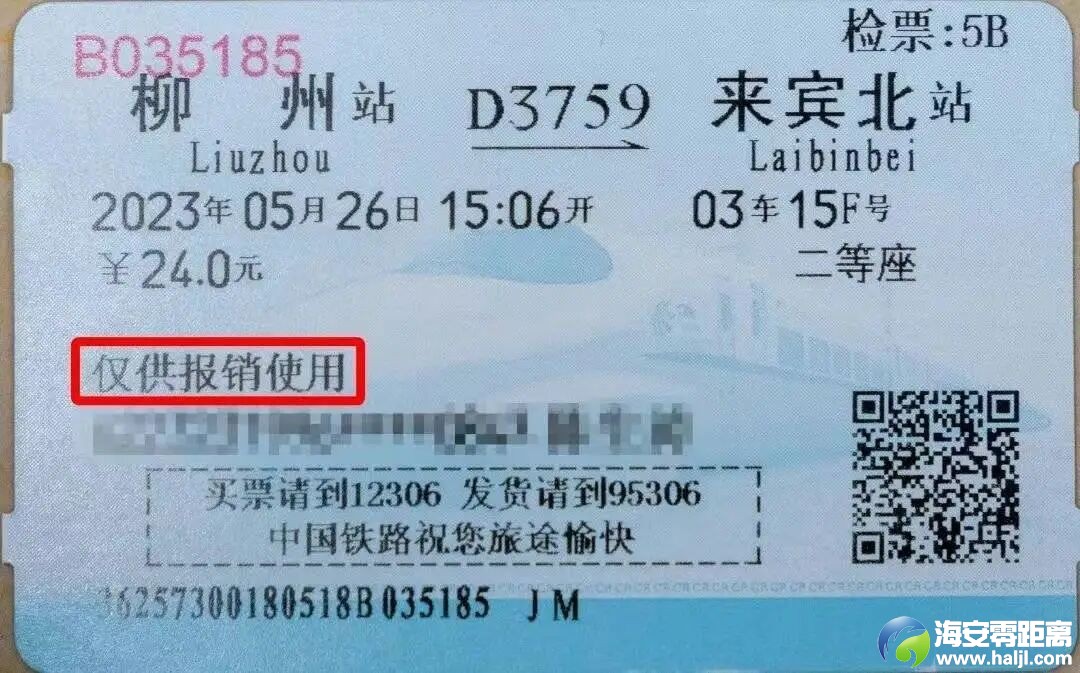 检票:5B
B035185
柳州站 D3759 来宾北站
Liuzhou Laibinbei
2023年05月26日 15:06开 03车15F号
￥24.0元 二等座
仅供报销使用
买票请到12306 发货请到95306
中国铁路祝您旅途愉快
36257300180518B035185 JM
海安零距离
www.haljl.com